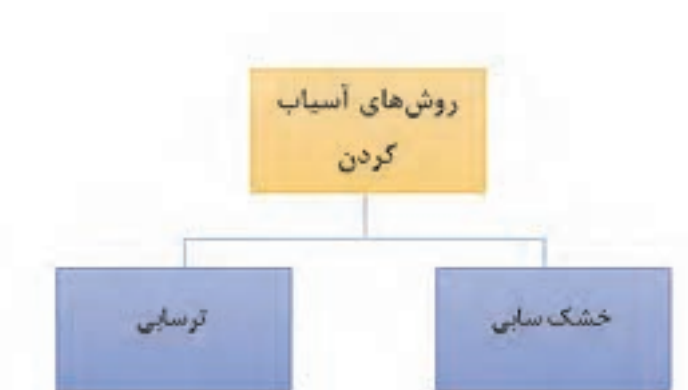 روش‌های آسیاب
کردن
خشک سابی
ترسابی